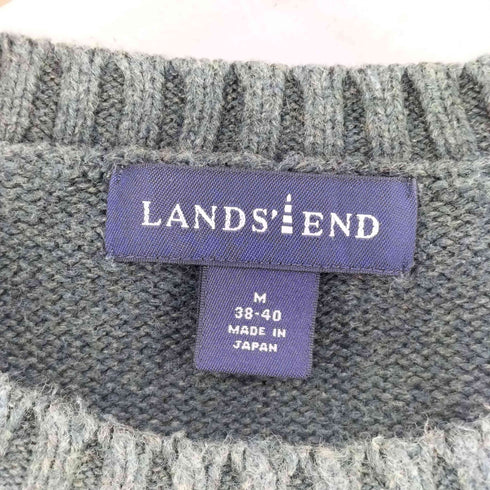 LANDS' END
M
38-40
MADE IN
JAPAN